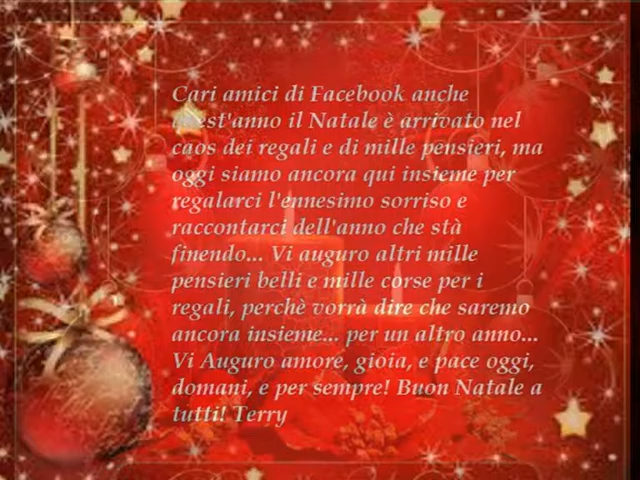 Cari amici di Facebook anche
quest'anno il Natale è arrivato nel
caos dei regali e di mille pensieri, ma
oggi siamo ancora qui insieme per
regalarci l'ennesimo sorriso e
raccontarci dell'anno che stà
finendo... Vi auguro altri mille
pensieri belli e mille corse per i
regali, perchè vorrà dire che saremo
ancora insieme... per un altro anno...
Vi Auguro amore, gioia, e pace oggi,
domani, e per sempre! Buon Natale a
tutti! Terry